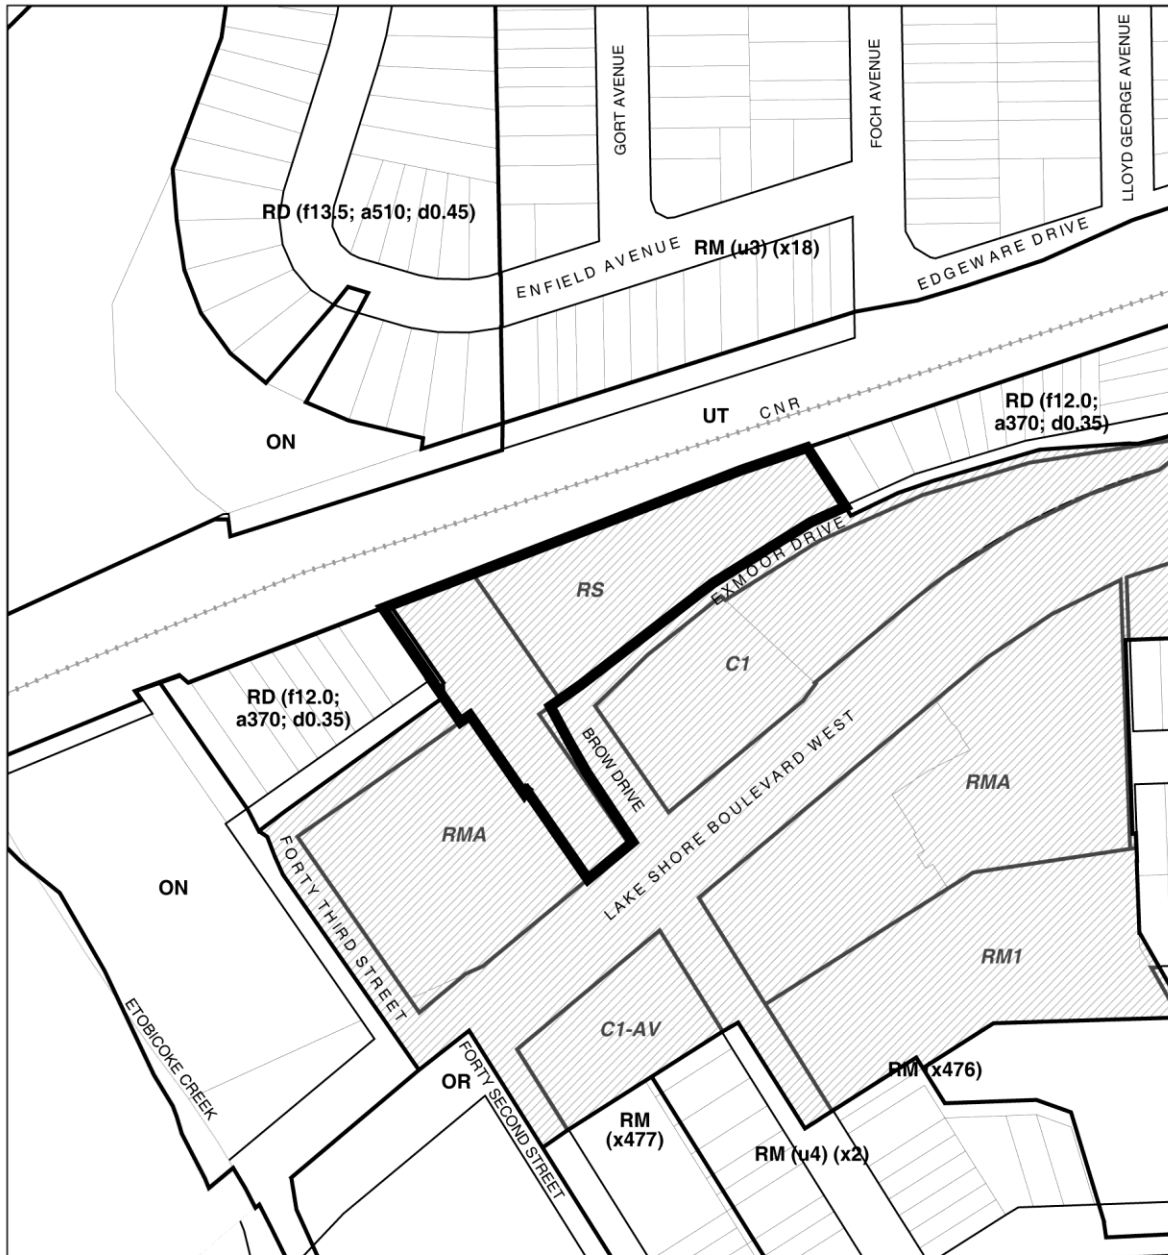 GORT AVENUE
FOCH AVENUE
LLOYD GEORGE AVENUE
RD (f13.5; a510; d0.45)
ENFIELD AVENUE
RM (u3) (x18)
EDGEWARE DRIVE
ON
UT
CNR
RD (f12.0;
a370; d0.35)
RS
EXMOOR DRIVE
C1
RD (f12.0;
a370; d0.35)
BROW DRIVE
LAKE SHORE BOULEVARD WEST
RMA
RMA
ON
FORTY THIRD STREET
RM1
C1-AV
ETOBICOKE CREEK
OR
FORTY SECOND STREET
RM (x476)
RM
(x477)
RM (u4) (x2)